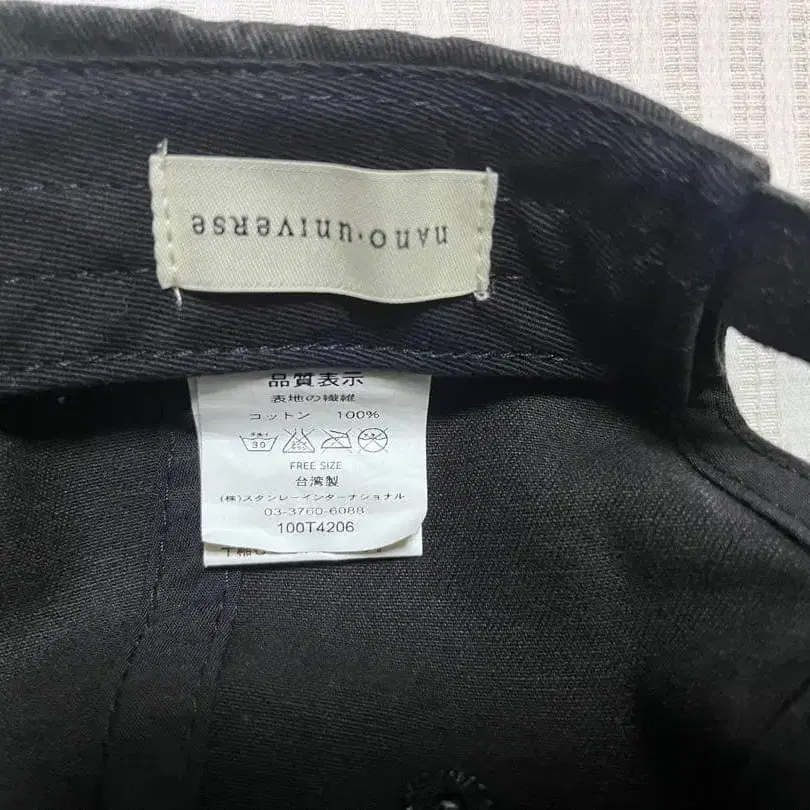 nano·universe
品質表示
表地の繊維
コットン 100%
FREE SIZE
台湾製
(株)スタンレーインターナショナル
03-3760-6088
100T4206